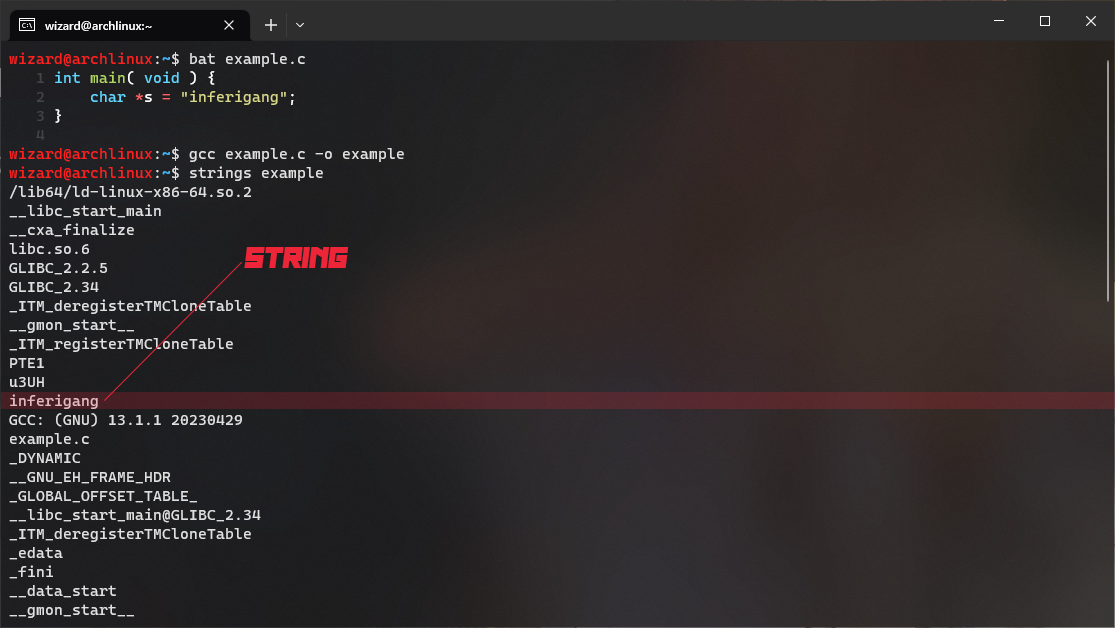 wizard@archlinux:~
wizard@archlinux:~$ bat example.c
1 int main( void ) {
2     char *s = "inferigang";
3 }
4
wizard@archlinux:~$ gcc example.c -o example
wizard@archlinux:~$ strings example
/lib64/ld-linux-x86-64.so.2
__libc_start_main
__cxa_finalize
libc.so.6
STRING
GLIBC_2.2.5
GLIBC_2.34
_ITM_deregisterTMCloneTable
__gmon_start__
_ITM_registerTMCloneTable
PTE1
u3UH
inferigang
GCC: (GNU) 13.1.1 20230429
example.c
_DYNAMIC
__GNU_EH_FRAME_HDR
_GLOBAL_OFFSET_TABLE_
__libc_start_main@GLIBC_2.34
_ITM_deregisterTMCloneTable
_edata
_fini
__data_start
__gmon_start__